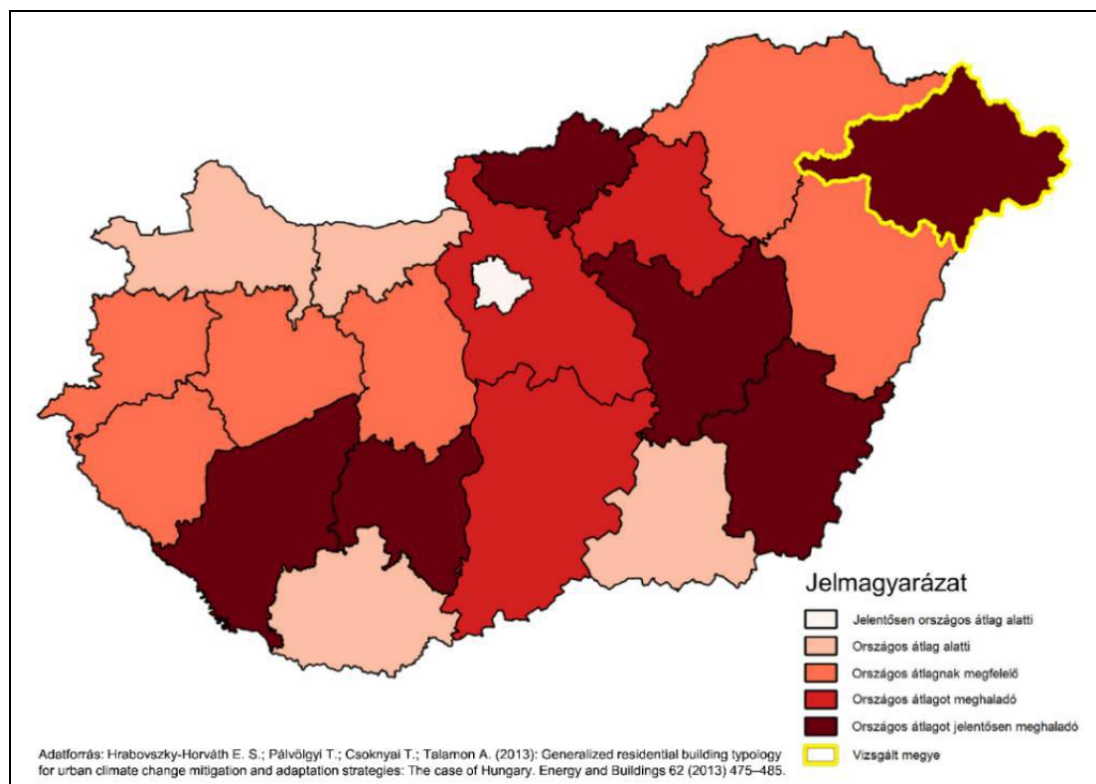 Jelmagyarázat
Jelentősen országos átlag alatti
Országos átlag alatti
Országos átlagnak megfelelő
Országos átlagot meghaladó
Országos átlagot jelentősen meghaladó
Vizsgált megye
Adatforrás: Hrabovszky-Horváth E. S.; Pálvölgyi T.; Csoknyai T.; Talamon A. (2013): Generalized residential building typology
for urban climate change mitigation and adaptation strategies: The case of Hungary. Energy and Buildings 62 (2013) 475–485.